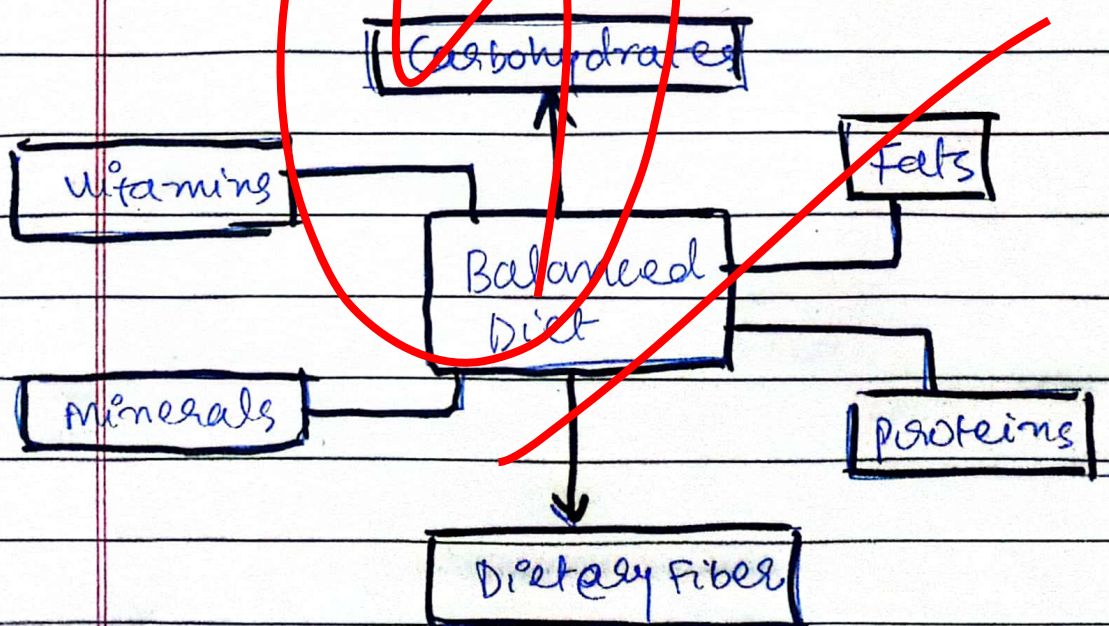 Carbohydrates
Vitamins
Fats
Balanced
Diet
Minerals
Proteins
Dietary Fiber